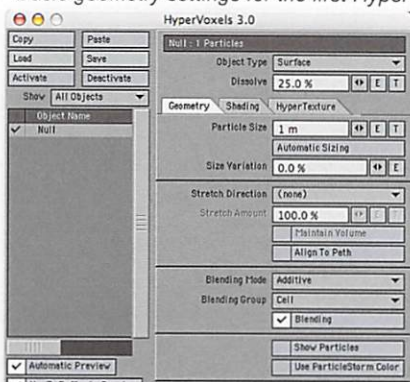 HyperVoxels 3.0
Copy Paste
Load Save
Activate Deactivate
Show All Objects
Object Name
Null
Automatic Preview
Null : 1 Particles
Object Type Surface
Dissolve 25.0 % E T
Geometry Shading HyperTexture
Particle Size 1 m E T
Automatic Sizing
Size Variation 0.0 % E T
Stretch Direction (none)
Stretch Amount 100.0 % E T
Maintain Volume
Align To Path
Blending Mode Additive
Blending Group Cell
Blending
Show Particles
Use ParticleStorm Color